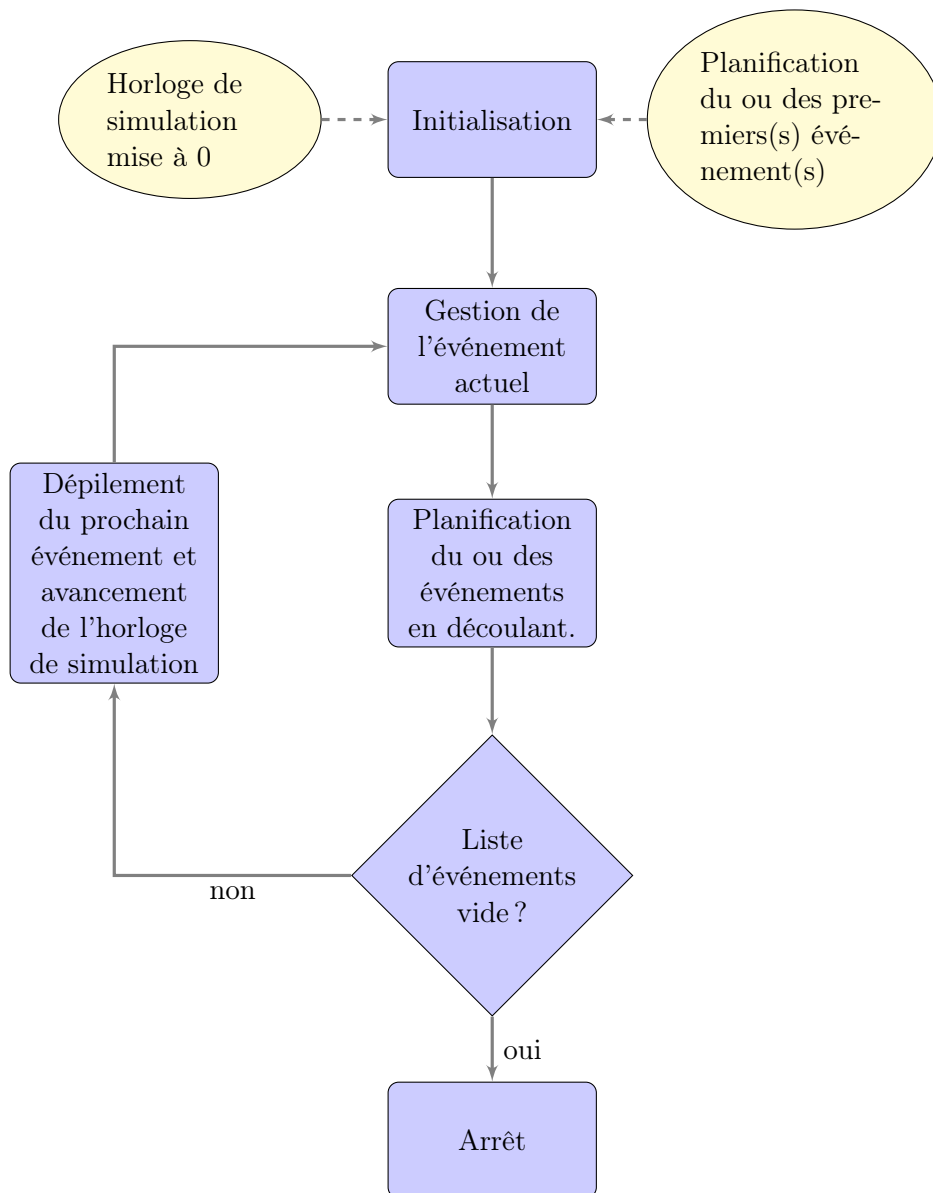 Horloge de
simulation
mise à 0
Initialisation
Planification
du ou des pre-
miers(s) évé-
nement(s)
Gestion de
l'événement
actuel
Dépilement
du prochain
événement et
avancement
de l'horloge
de simulation
Planification
du ou des
événements
en découlant.
Liste
d'événements
vide ?
non
oui
Arrêt